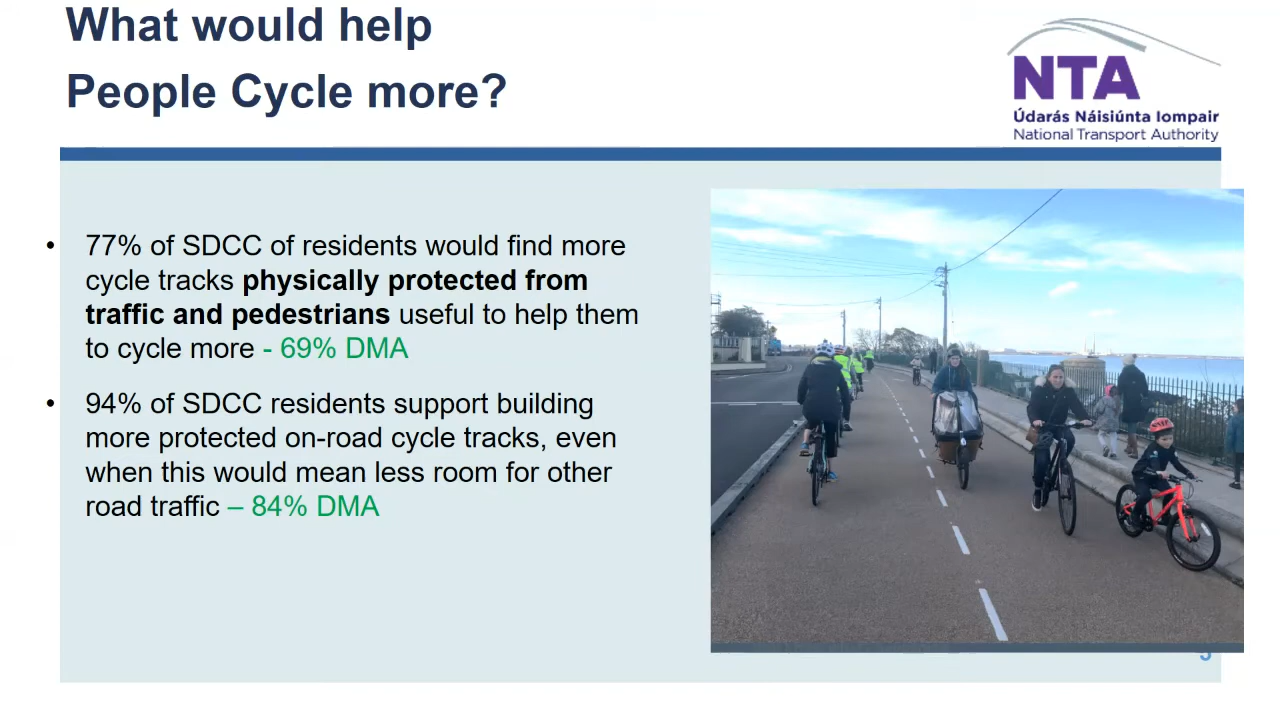 What would help
People Cycle more?
NTA
Údarás Náisiúnta Iompair
National Transport Authority
• 77% of SDCC of residents would find more
cycle tracks physically protected from
traffic and pedestrians useful to help them
to cycle more - 69% DMA
• 94% of SDCC residents support building
more protected on-road cycle tracks, even
when this would mean less room for other
road traffic – 84% DMA